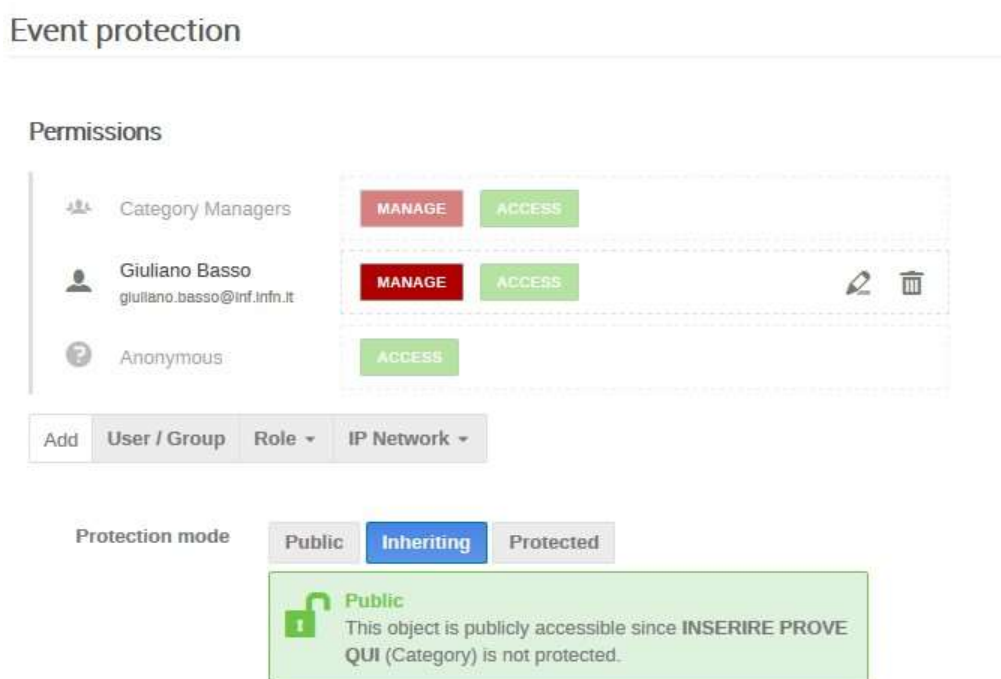 Event protection
Permissions
Category Managers MANAGE ACCESS
Giuliano Basso
giuliano.basso@lnf.infn.it MANAGE ACCESS
Anonymous ACCESS
Add User / Group Role IP Network
Protection mode Public Inheriting Protected
Public
This object is publicly accessible since INSERIRE PROVE
QUI (Category) is not protected.